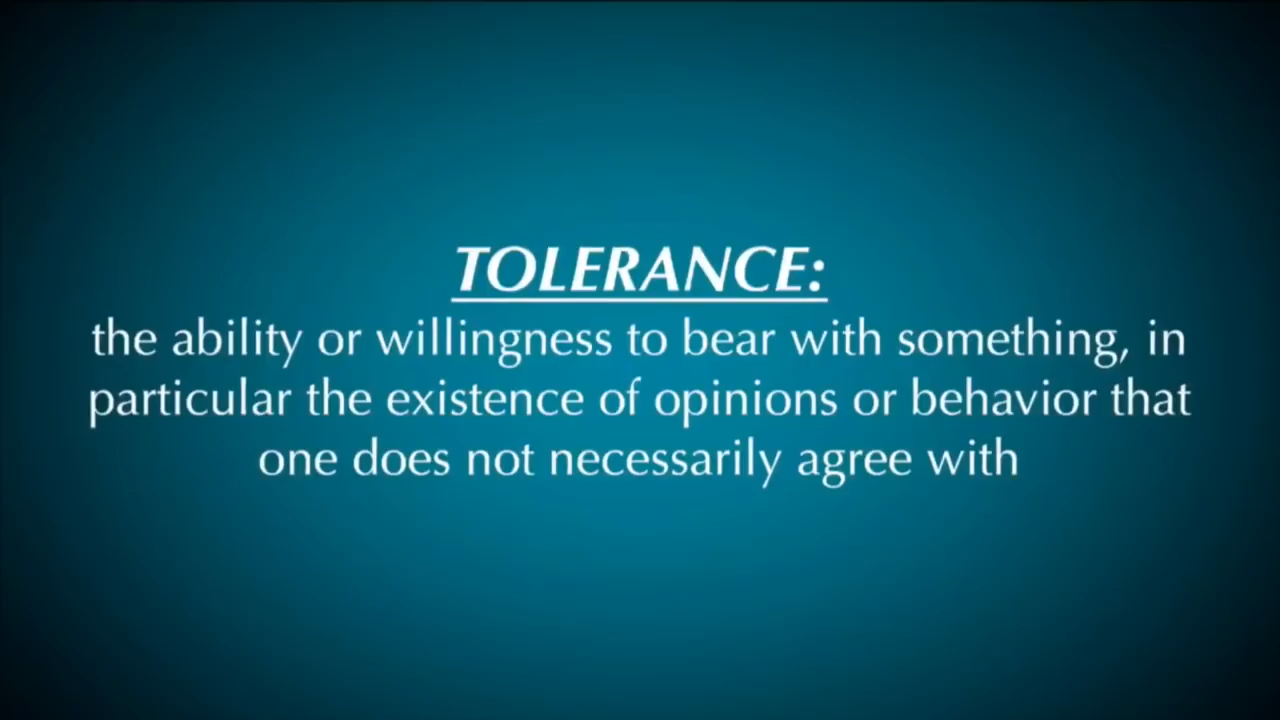 TOLERANCE:
the ability or willingness to bear with something, in
particular the existence of opinions or behavior that
one does not necessarily agree with